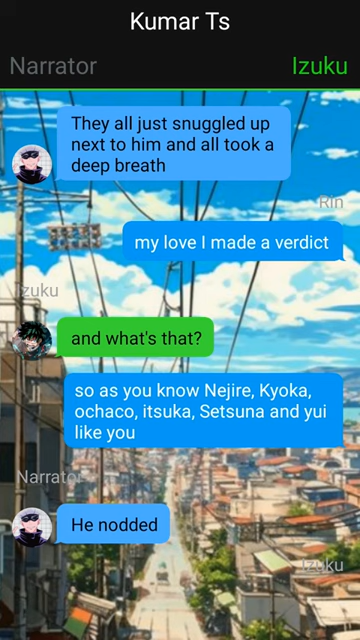 Kumar Ts
Narrator
Izuku
They all just snuggled up
next to him and all took a
deep breath
Rin
my love I made a verdict
Izuku
and what's that?
so as you know Nejire, Kyoka,
ochaco, itsuka, Setsuna and yui
like you
Narrator
He nodded
Izuku